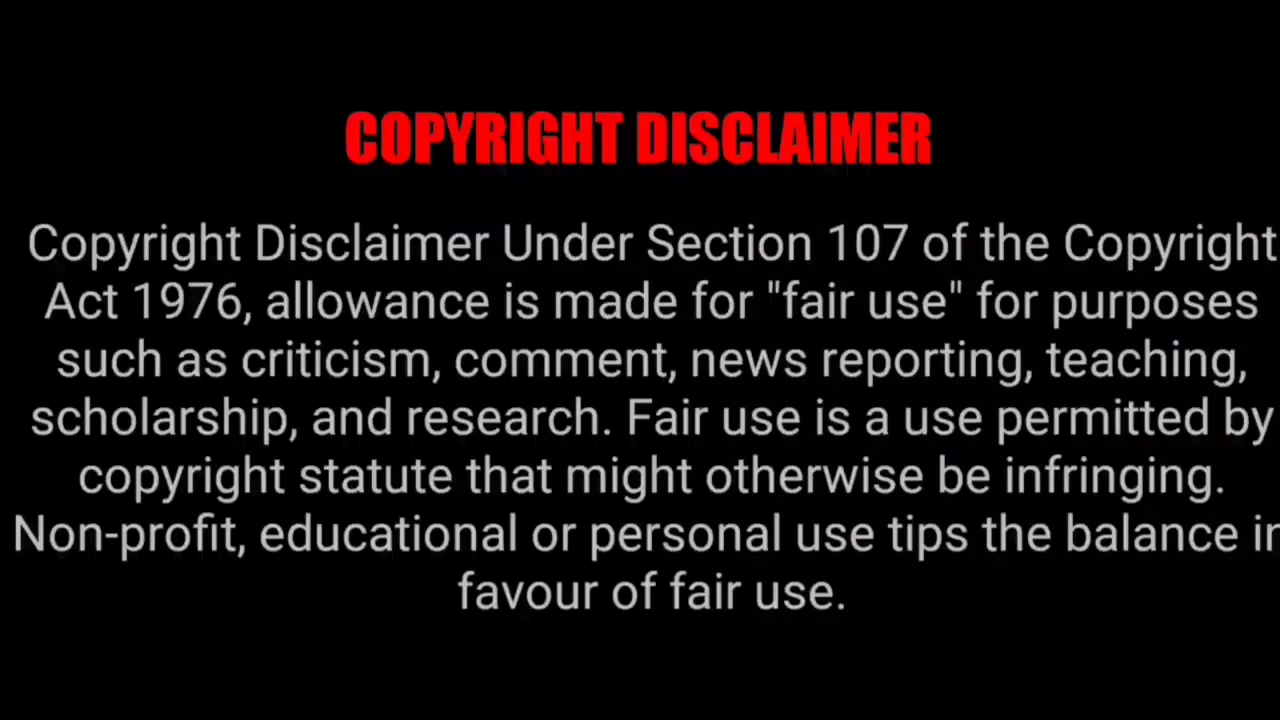 COPYRIGHT DISCLAIMER
Copyright Disclaimer Under Section 107 of the Copyright
Act 1976, allowance is made for "fair use" for purposes
such as criticism, comment, news reporting, teaching,
scholarship, and research. Fair use is a use permitted by
copyright statute that might otherwise be infringing.
Non-profit, educational or personal use tips the balance in
favour of fair use.